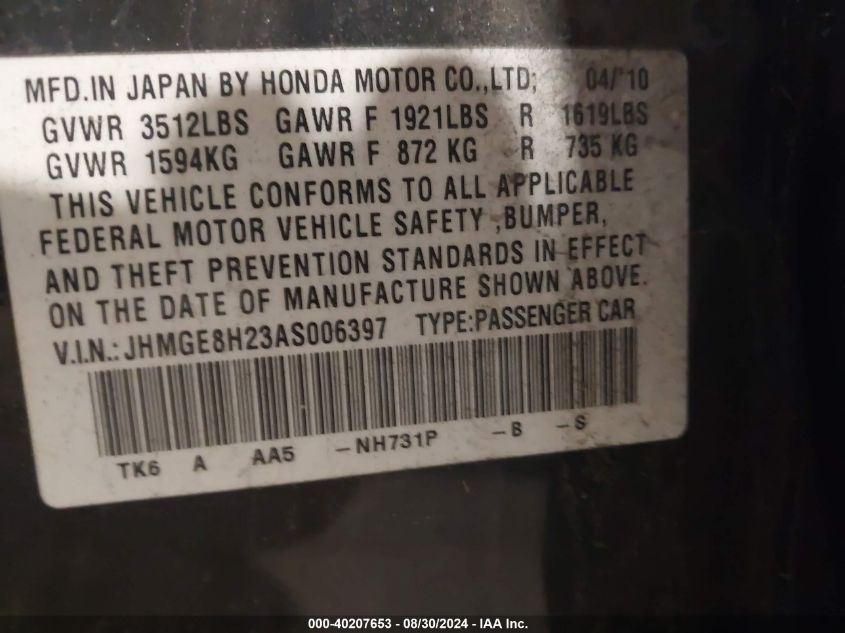 MFD.IN JAPAN BY HONDA MOTOR CO.,LTD; 04/'10
GVWR 3512LBS GAWR F 1921LBS R 1619LBS
GVWR 1594KG GAWR F 872 KG R 735 KG
THIS VEHICLE CONFORMS TO ALL APPLICABLE
FEDERAL MOTOR VEHICLE SAFETY ,BUMPER,
AND THEFT PREVENTION STANDARDS IN EFFECT
ON THE DATE OF MANUFACTURE SHOWN ABOVE.
V.I.N.: JHMGE8H23AS006397 TYPE:PASSENGER CAR
TK6 A AA5 -NH731P -B -S
000-40207653 - 08/30/2024 - IAA Inc.